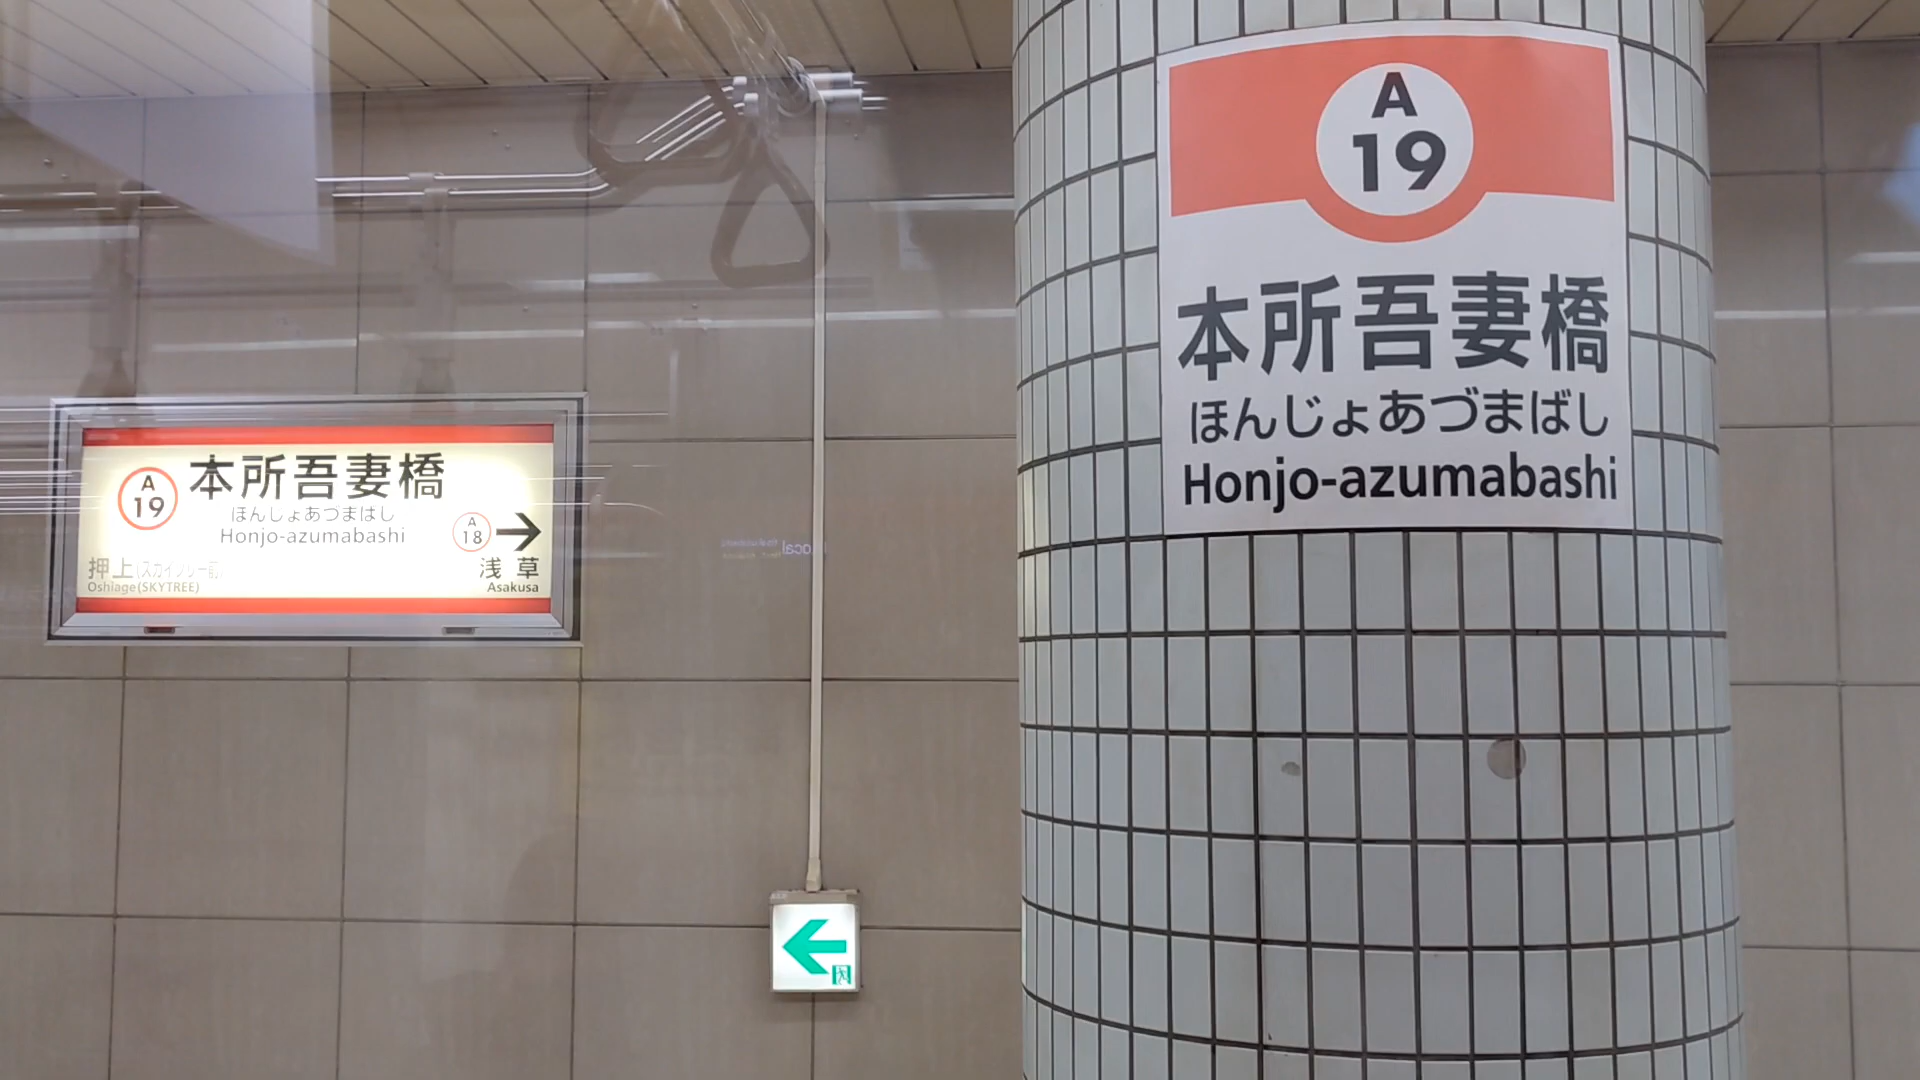 A
19
本所吾妻橋
ほんじょあづまばし
Honjo-azumabashi
A
18
押上(スカイツリー前)
Oshiage(SKYTREE)
浅草
Asakusa
A
19
本所吾妻橋
ほんじょあづまばし
Honjo-azumabashi